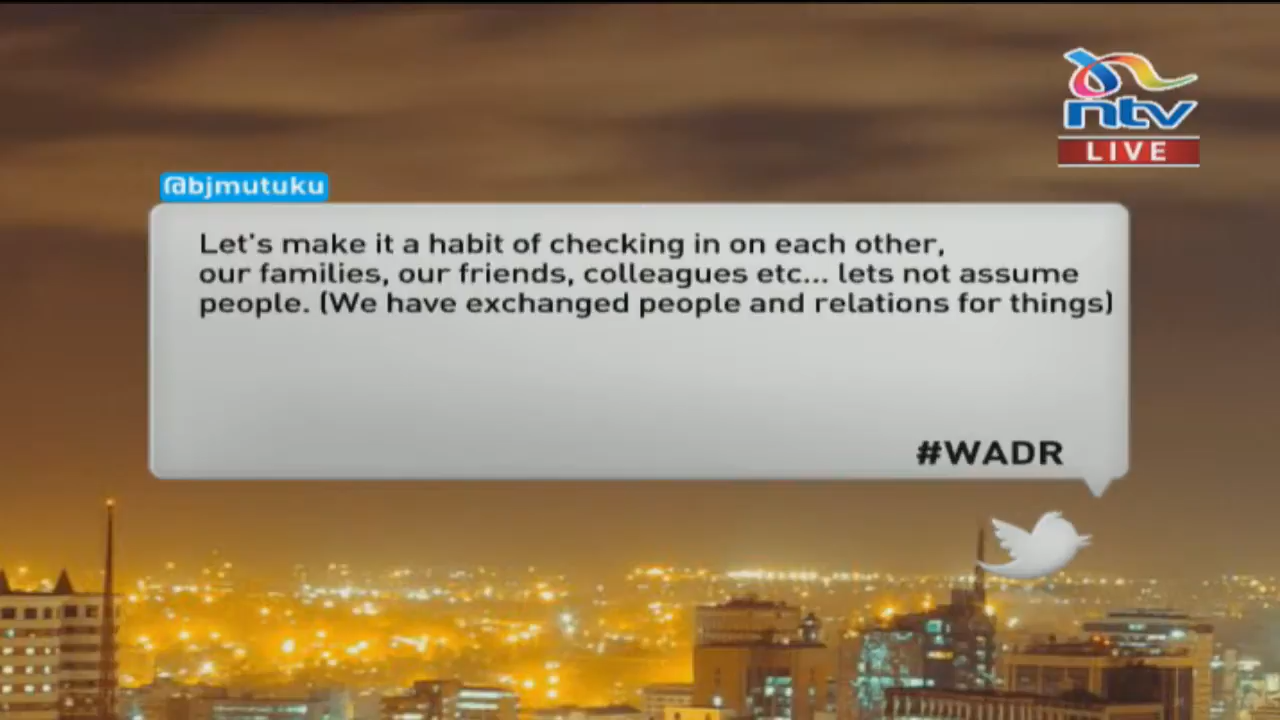 ntv
LIVE
@bjmutuku
Let's make it a habit of checking in on each other,
our families, our friends, colleagues etc... lets not assume
people. (We have exchanged people and relations for things)
#WADR